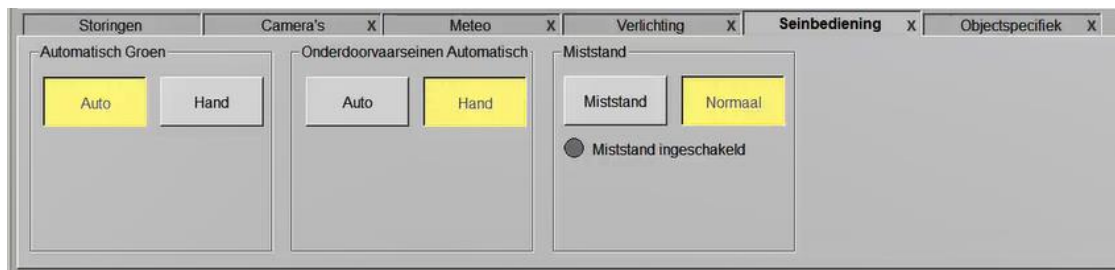 Storingen
Camera's X
Meteo X
Verlichting X
Seinbediening X
Objectspecifiek X
Automatisch Groen
Auto
Hand
Onderdoorvaarseinen Automatisch
Auto
Hand
Miststand
Miststand
Normaal
Miststand ingeschakeld